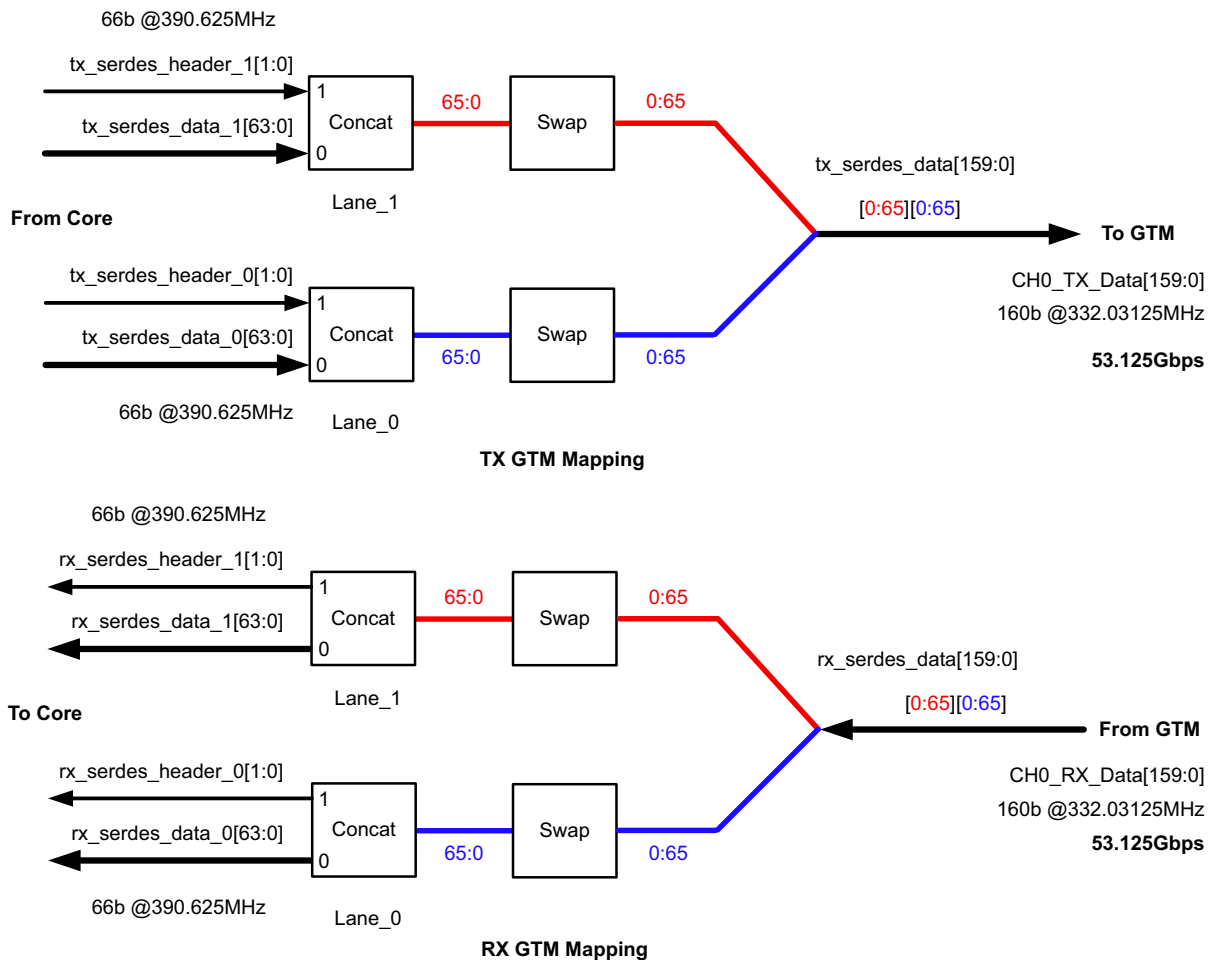 66b @390.625MHz
tx_serdes_header_1[1:0]
1
65:0
0:65
Concat
Swap
tx_serdes_data_1[63:0]
0
tx_serdes_data[159:0]
Lane_1
[0:65][0:65]
From Core
To GTM
tx_serdes_header_0[1:0]
CH0_TX_Data[159:0]
1
160b @332.03125MHz
Concat
Swap
tx_serdes_data_0[63:0]
65:0
0:65
0
53.125Gbps
66b @390.625MHz
Lane_0
TX GTM Mapping
66b @390.625MHz
rx_serdes_header_1[1:0]
1
65:0
0:65
Concat
Swap
rx_serdes_data_1[63:0]
0
rx_serdes_data[159:0]
Lane_1
[0:65][0:65]
To Core
From GTM
rx_serdes_header_0[1:0]
CH0_RX_Data[159:0]
1
160b @332.03125MHz
Concat
Swap
rx_serdes_data_0[63:0]
53.125Gbps
65:0
0:65
0
66b @390.625MHz
Lane_0
RX GTM Mapping